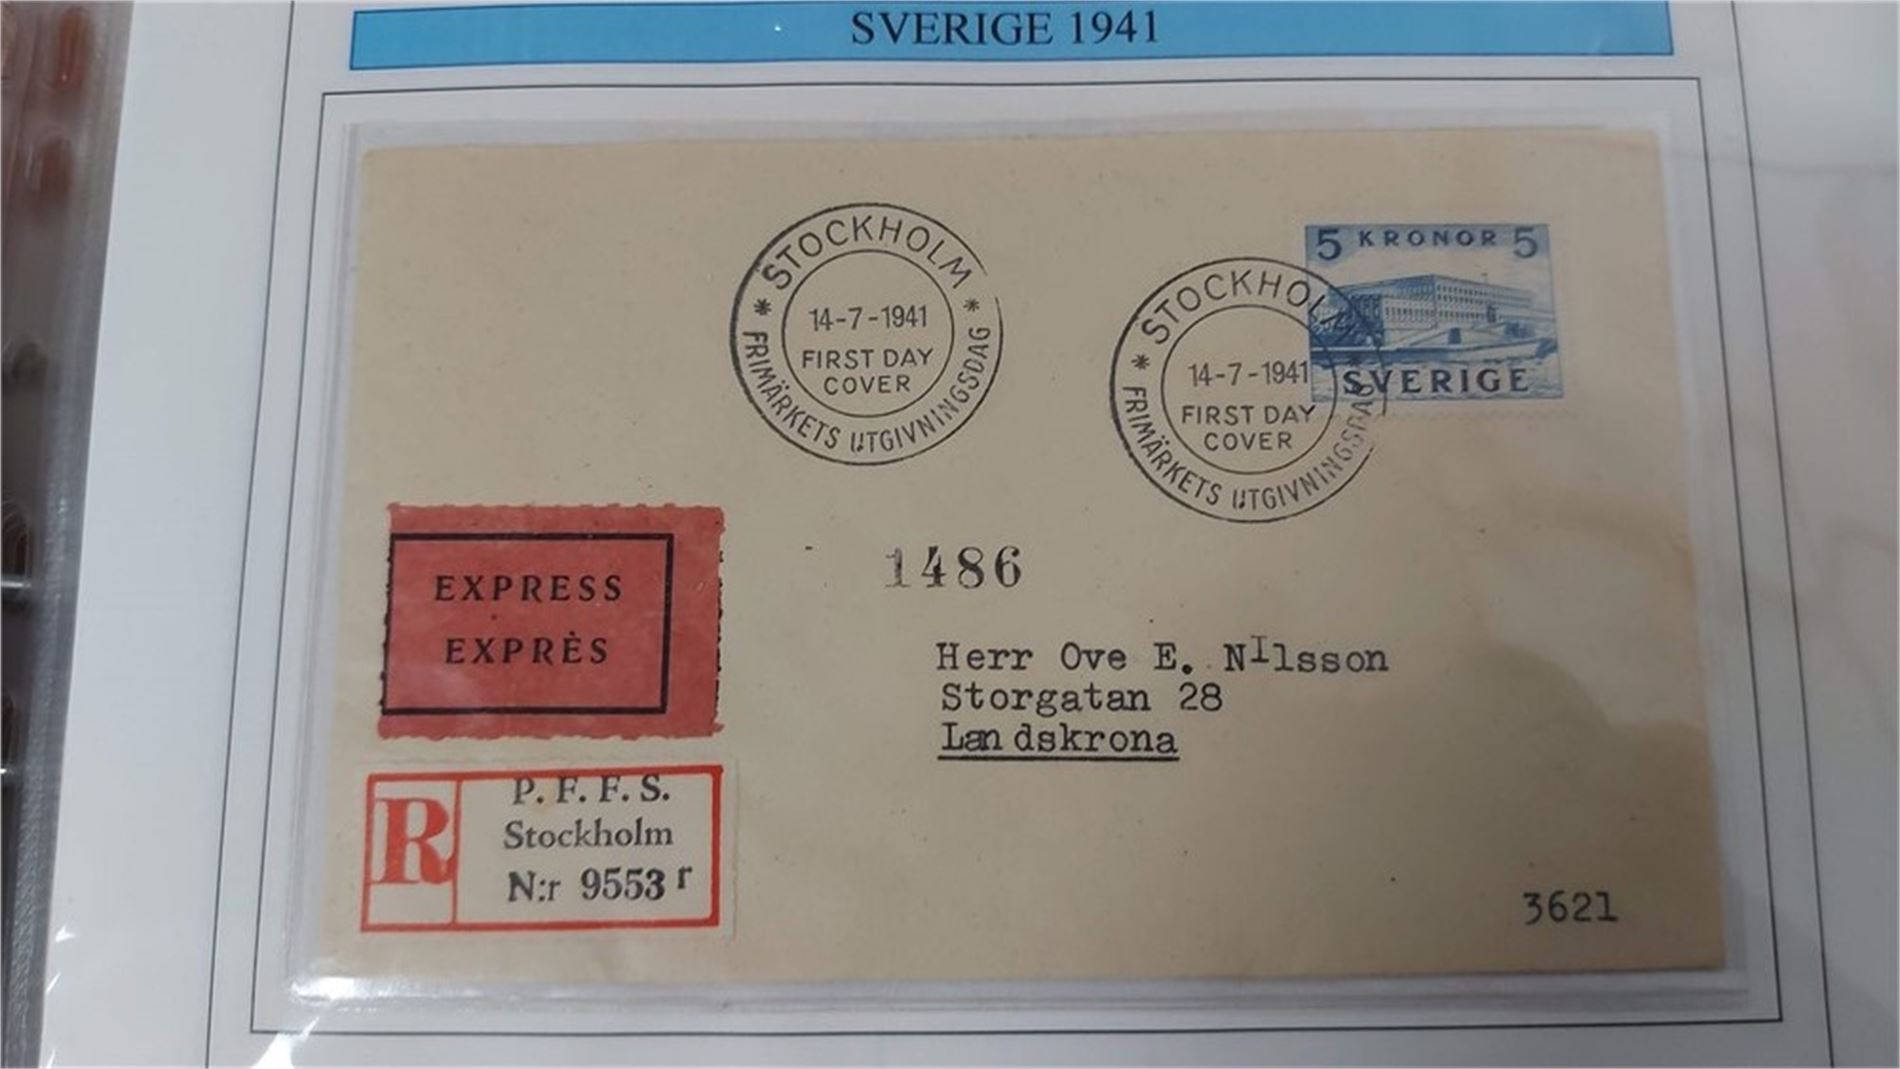 SVERIGE 1941
STOCKHOLM
14-7-1941
FIRST DAY
COVER
* FRIMÄRKETS UTGIVNINGSDAG *
STOCKHOLM
14-7-1941
FIRST DAY
COVER
* FRIMÄRKETS UTGIVNINGSDAG *
5 KRONOR 5
SVERIGE
EXPRESS
EXPRÈS
1486
Herr Ove E. NIlsson
Storgatan 28
Landskrona
R
P. F. F. S.
Stockholm
N:r 9553 r
3621